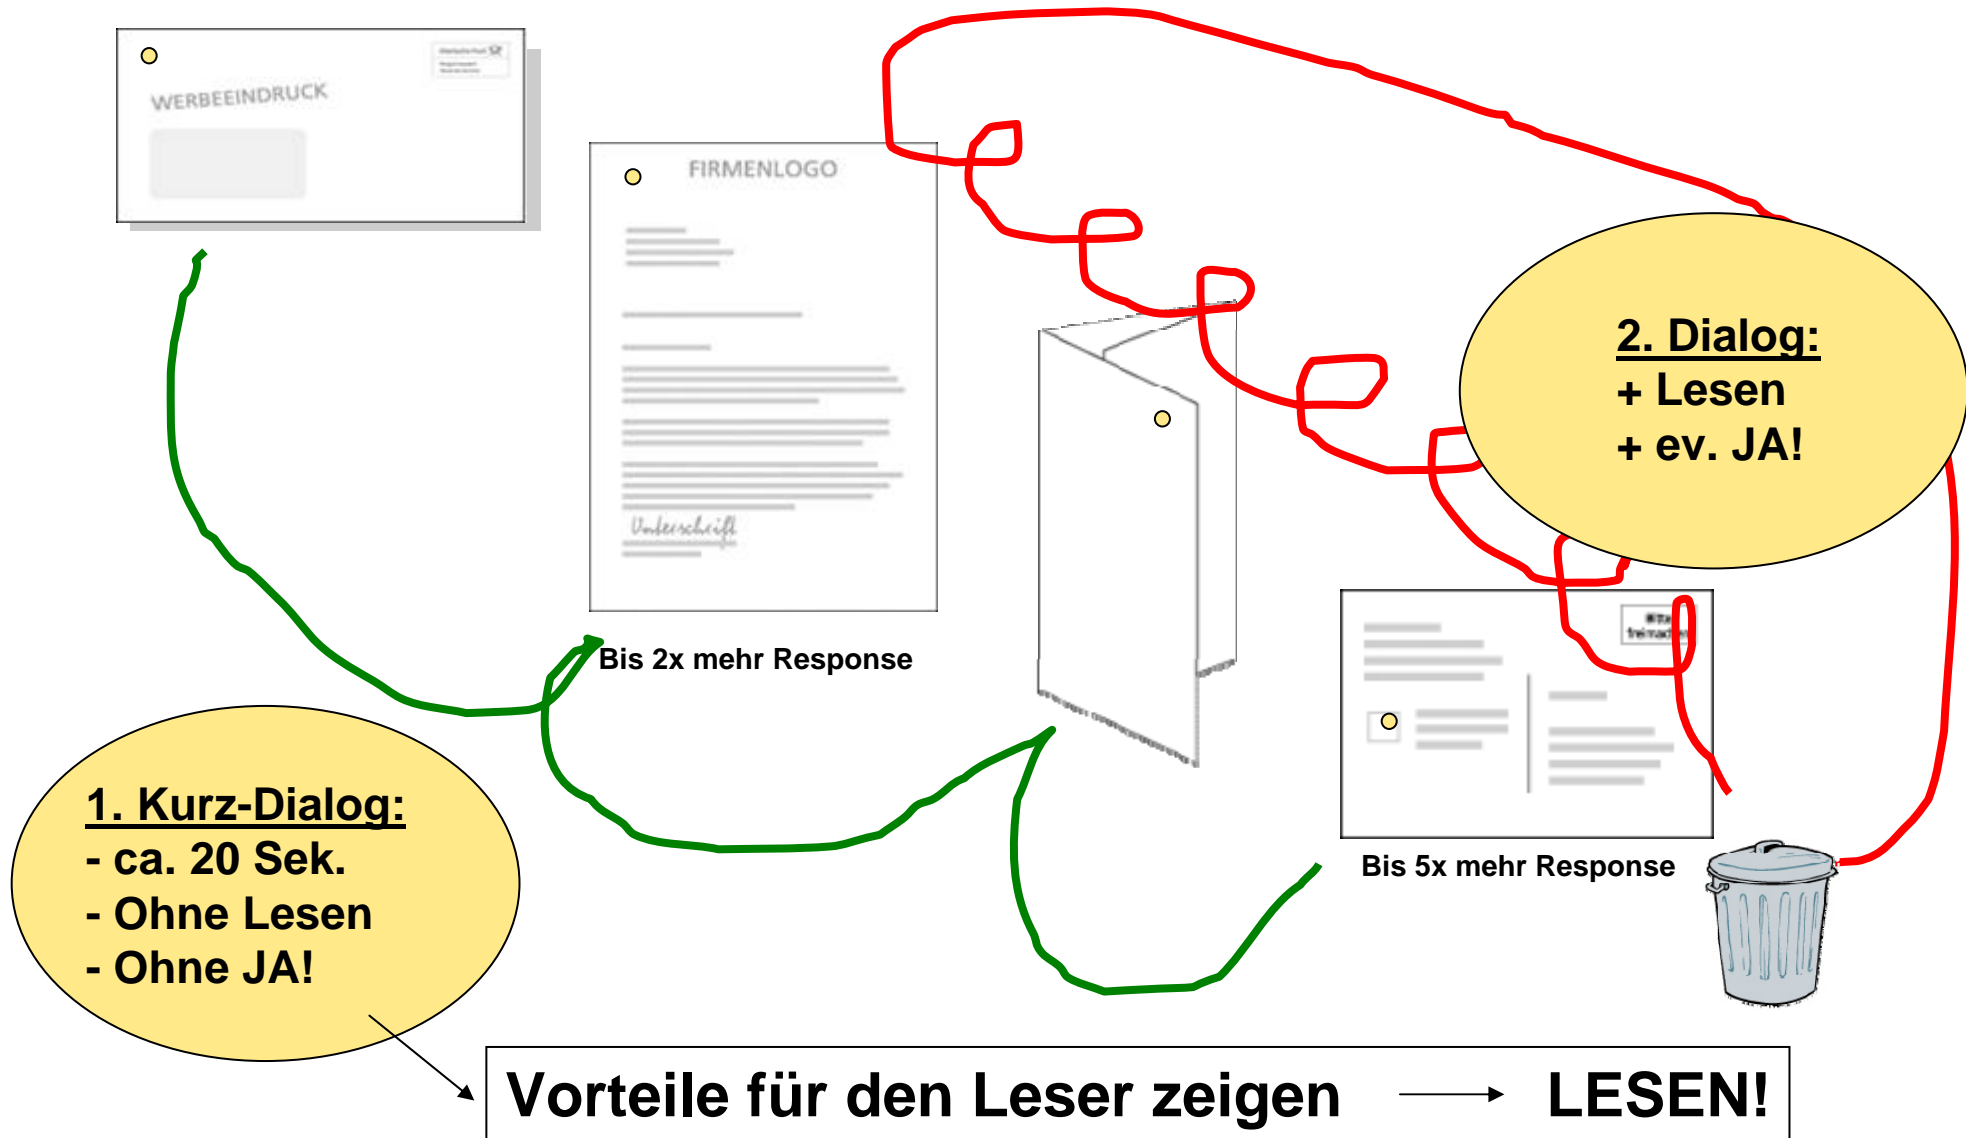 WERBEEINDRUCK
FIRMENLOGO
Unterschrift
Bis 2x mehr Response
2. Dialog:
+ Lesen
+ ev. JA!
Bitte
Bis 5x mehr Response
1. Kurz-Dialog:
- ca. 20 Sek.
- Ohne Lesen
- Ohne JA!
Vorteile für den Leser zeigen → LESEN!